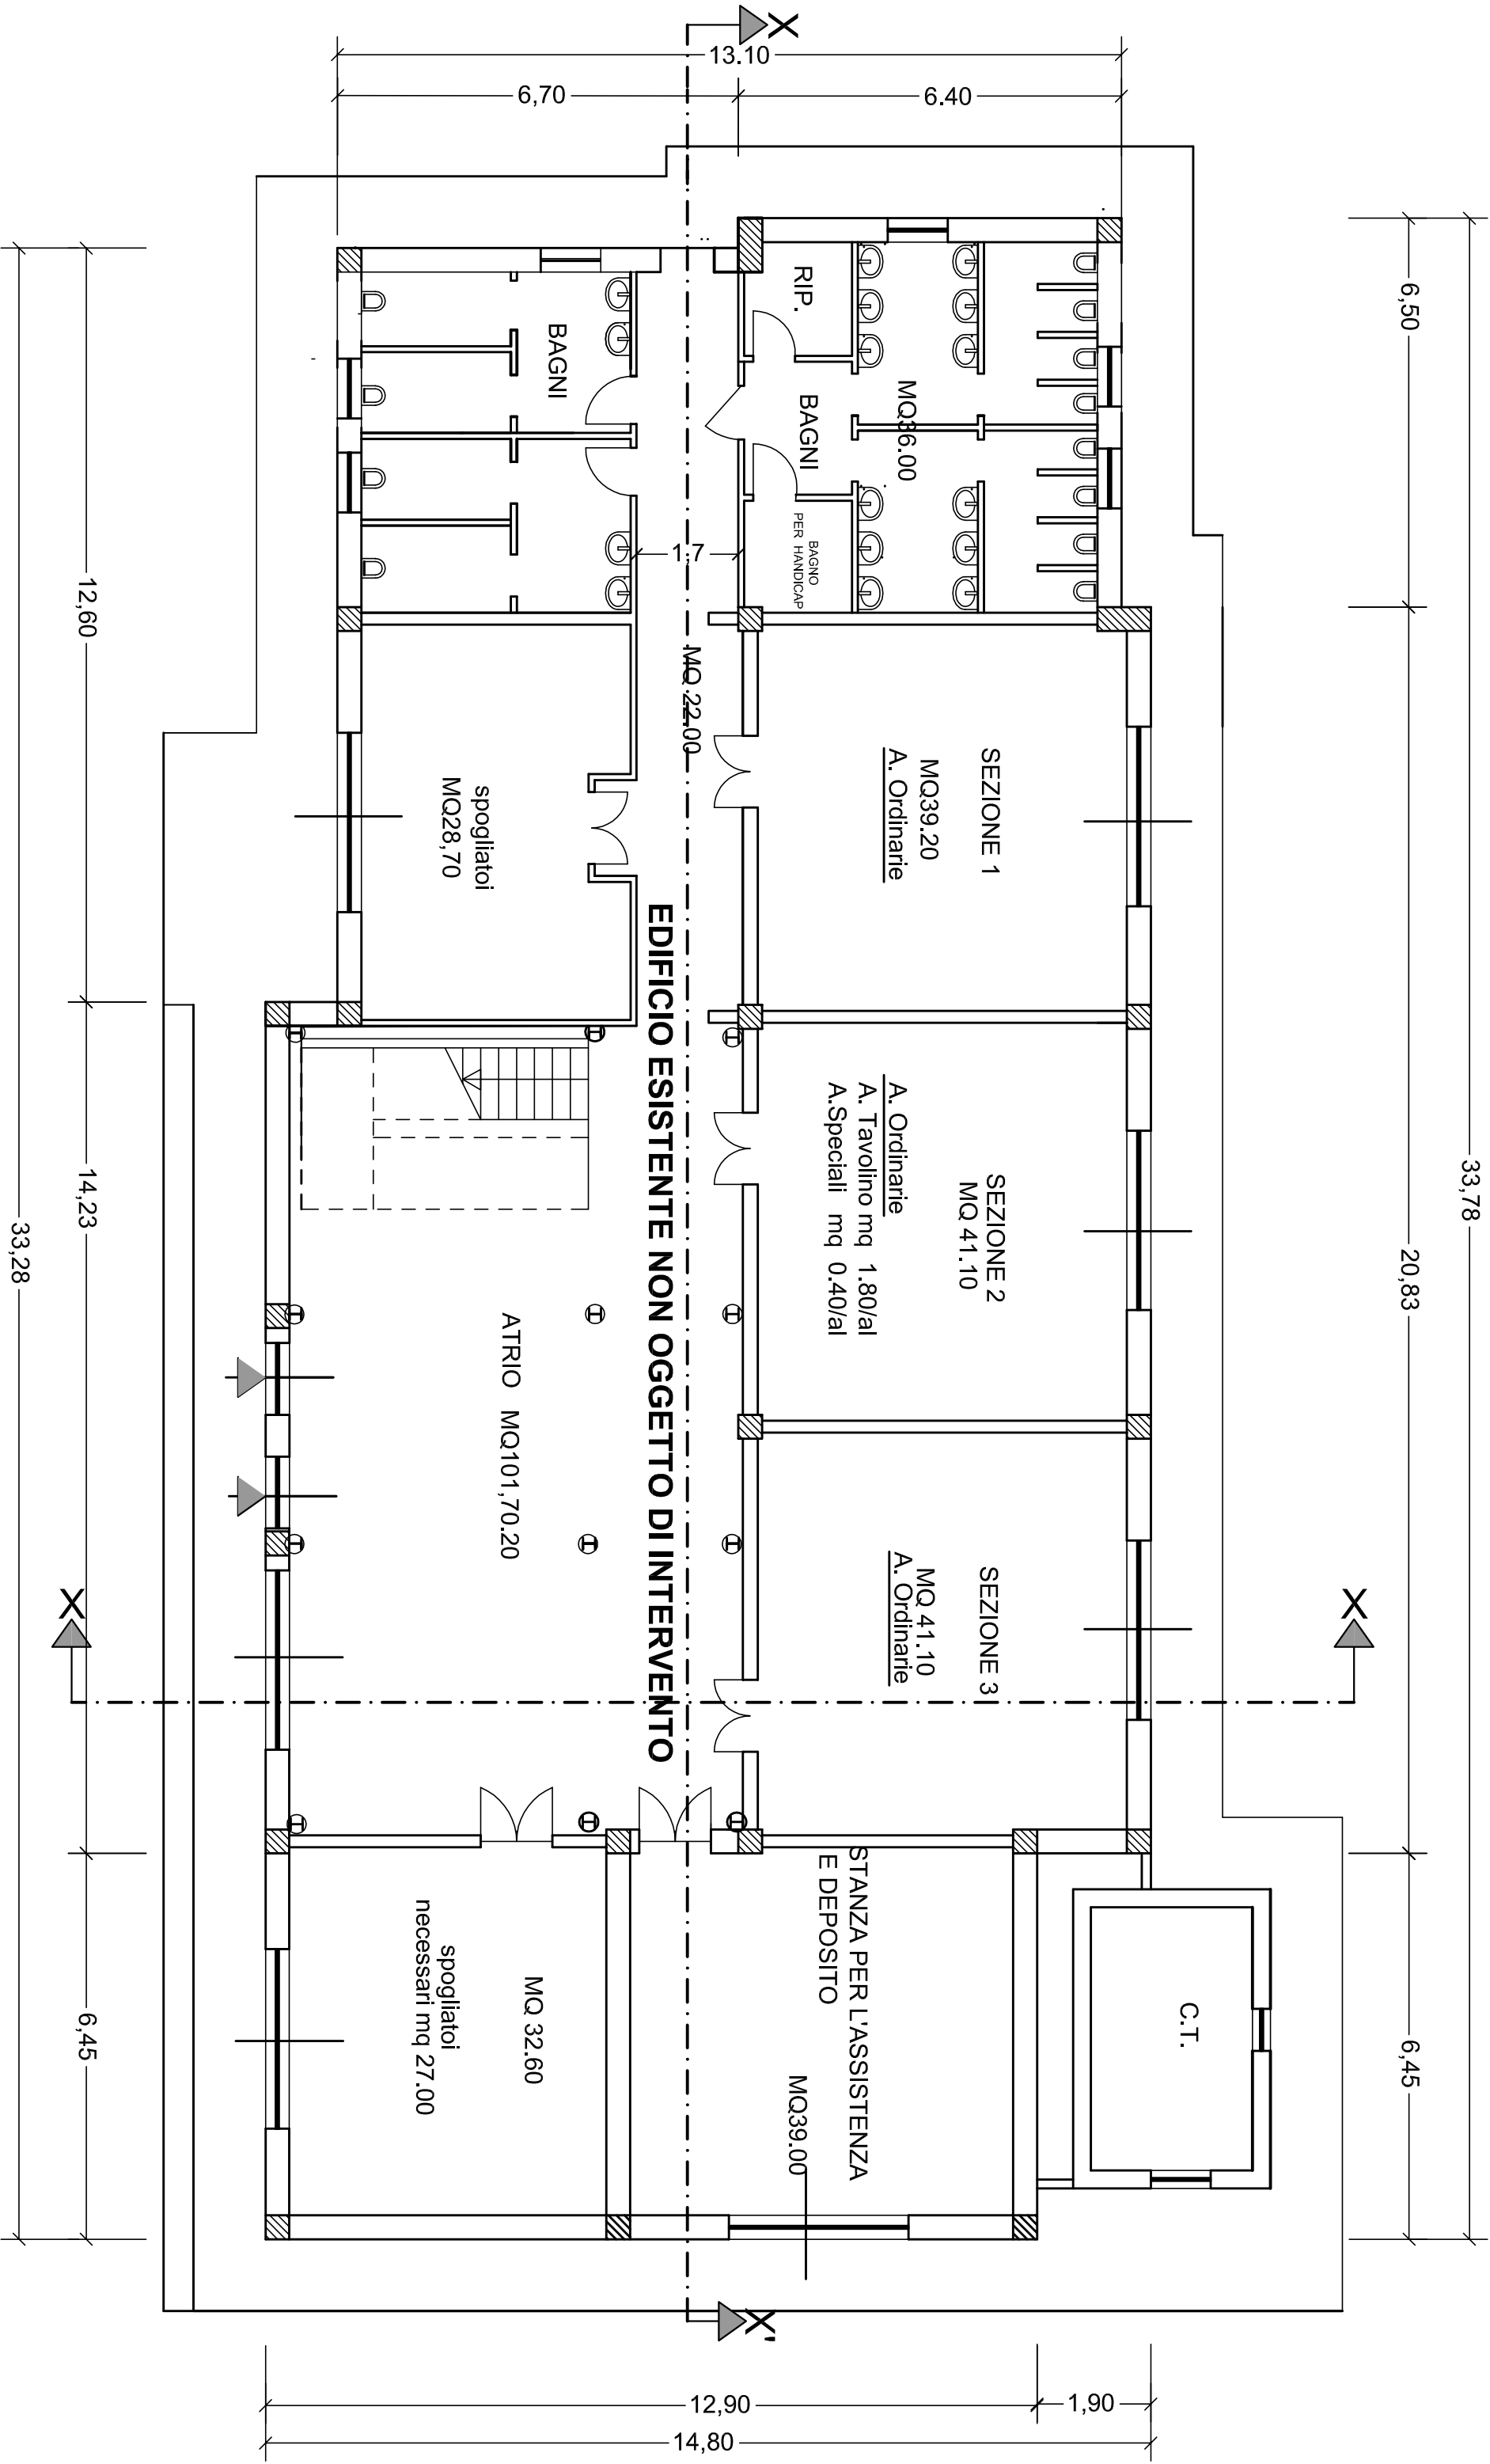 X
13.10
6,70
6.40
6,50
33,78
20,83
6,45
RIP.
BAGNI
MQ36.00
BAGNO
PER HANDICAP
BAGNI
1,7
MQ 22.00
SEZIONE 1
MQ39.20
A. Ordinarie
spogliatoi
MQ28,70
SEZIONE 2
MQ 41.10
A. Ordinarie
A. Tavolino mq 1.80/al
A.Speciali mq 0.40/al
SEZIONE 3
MQ 41.10
A. Ordinarie
EDIFICIO ESISTENTE NON OGGETTO DI INTERVENTO
ATRIO MQ101,70.20
STANZA PER L'ASSISTENZA
E DEPOSITO
MQ39.00
C.T.
MQ 32.60
spogliatoi
necessari mq 27.00
X
X
X'
12,60
14,23
6,45
33,28
12,90
1,90
14,80